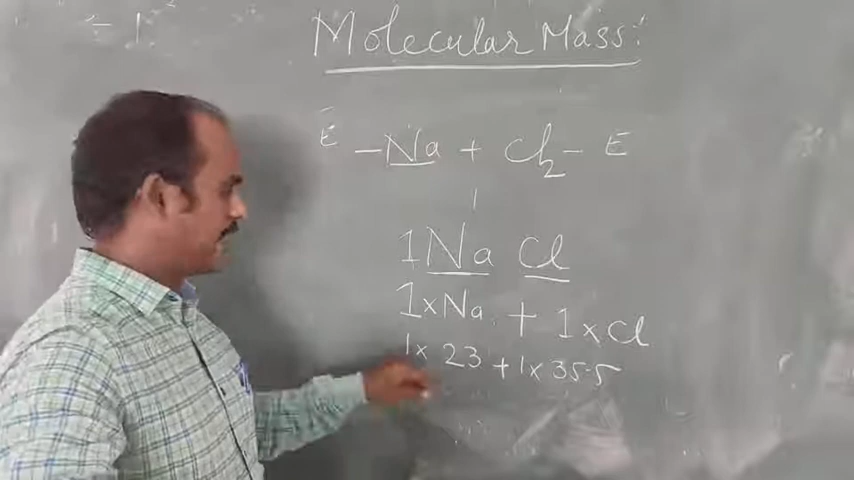 Molecular Mass:
E - Na + Cl2 - E
1 Na Cl
1 x Na + 1 x Cl
1 x 23 + 1 x 35.5